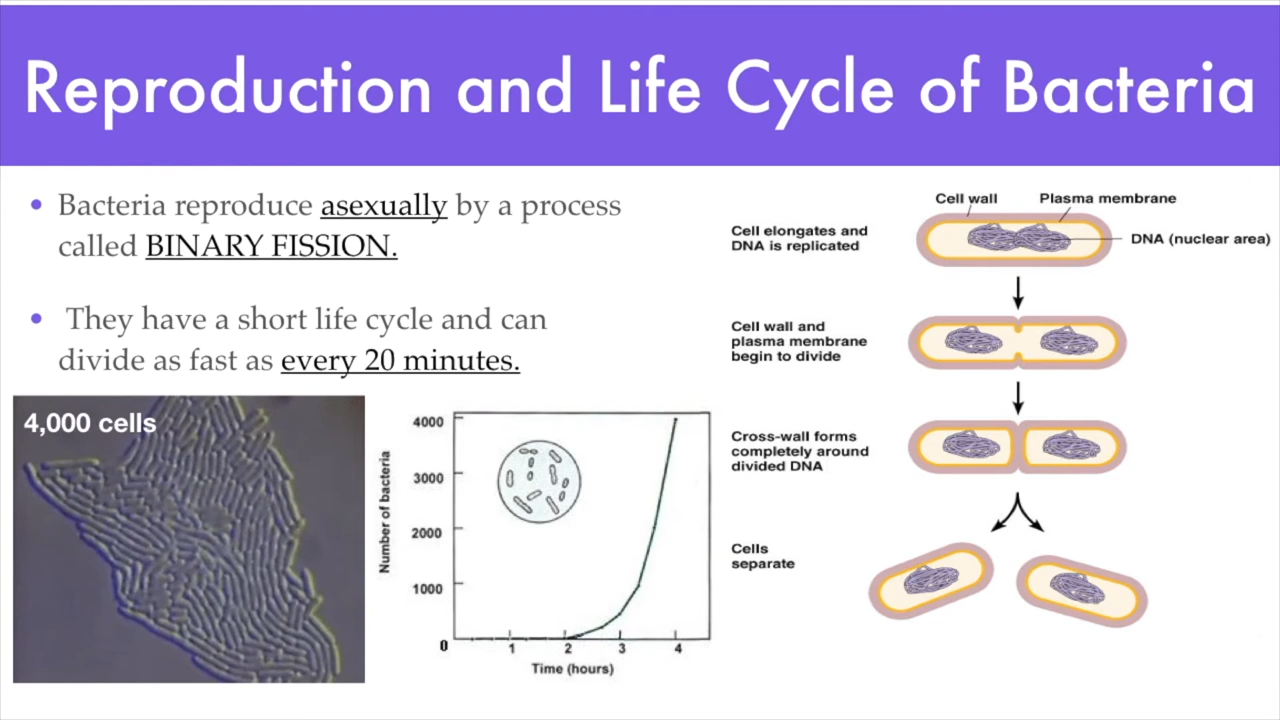 Reproduction and Life Cycle of Bacteria
• Bacteria reproduce asexually by a process
called BINARY FISSION.
• They have a short life cycle and can
divide as fast as every 20 minutes.
4,000 cells
Number of bacteria
4000
3000
2000
1000
0
1 2 3 4
Time (hours)
Cell wall
Plasma membrane
Cell elongates and
DNA is replicated
DNA (nuclear area)
Cell wall and
plasma membrane
begin to divide
Cross-wall forms
completely around
divided DNA
Cells
separate